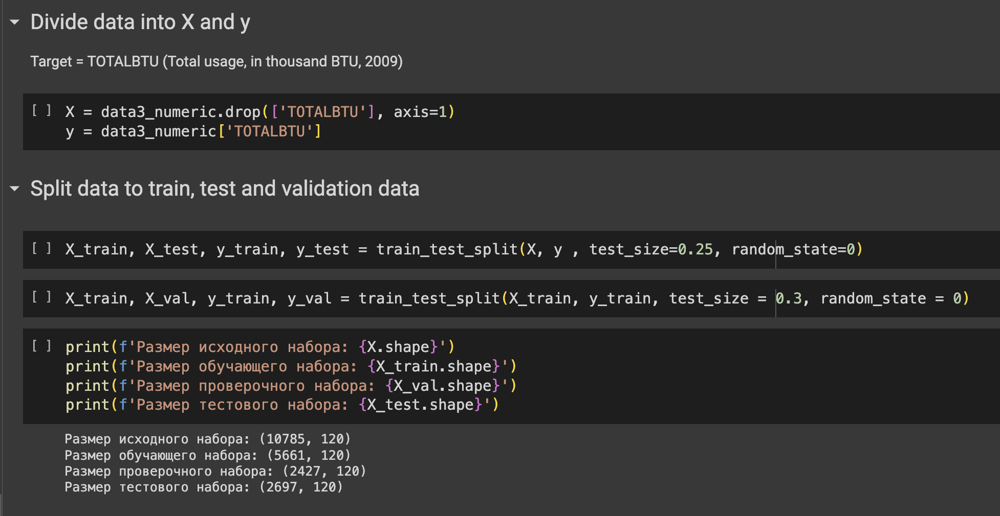 Divide data into X and y
Target = TOTALBTU (Total usage, in thousand BTU, 2009)
[ ] X = data3_numeric.drop(['TOTALBTU'], axis=1)
y = data3_numeric['TOTALBTU']
Split data to train, test and validation data
[ ] X_train, X_test, y_train, y_test = train_test_split(X, y , test_size=0.25, random_state=0)
[ ] X_train, X_val, y_train, y_val = train_test_split(X_train, y_train, test_size = 0.3, random_state = 0)
[ ] print(f'Размер исходного набора: {X.shape}')
print(f'Размер обучающего набора: {X_train.shape}')
print(f'Размер проверочного набора: {X_val.shape}')
print(f'Размер тестового набора: {X_test.shape}')
Размер исходного набора: (10785, 120)
Размер обучающего набора: (5661, 120)
Размер проверочного набора: (2427, 120)
Размер тестового набора: (2697, 120)